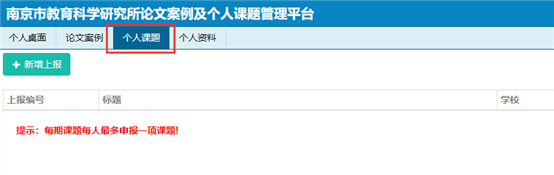 南京市教育科学研究所论文案例及个人课题管理平台
个人桌面 论文案例 个人课题 个人资料
+ 新增上报
上报编号 标题 学校
提示：每期课题每人最多申报一项课题!